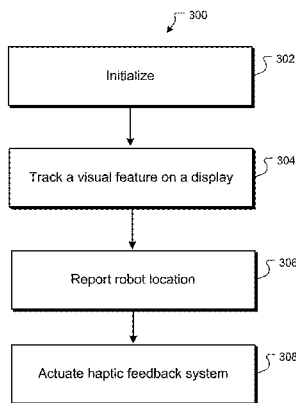 300
302
Initialize
304
Track a visual feature on a display
306
Report robot location
308
Actuate haptic feedback system